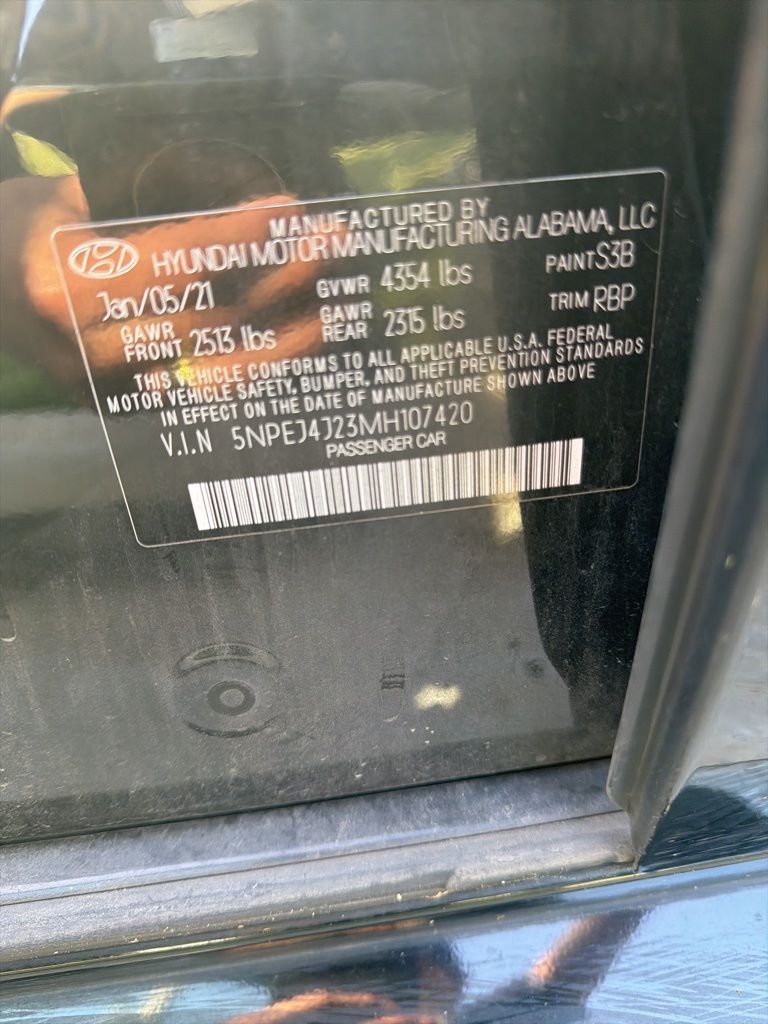 MANUFACTURED BY
HYUNDAI MOTOR MANUFACTURING ALABAMA, LLC
Jan/05/21 GVWR 4354 lbs PAINT S3B
GAWR FRONT 2513 lbs GAWR REAR 2315 lbs TRIM RBP
THIS VEHICLE CONFORMS TO ALL APPLICABLE U.S.A. FEDERAL
MOTOR VEHICLE SAFETY, BUMPER, AND THEFT PREVENTION STANDARDS
IN EFFECT ON THE DATE OF MANUFACTURE SHOWN ABOVE
V.I.N 5NPEJ4J23MH107420
PASSENGER CAR